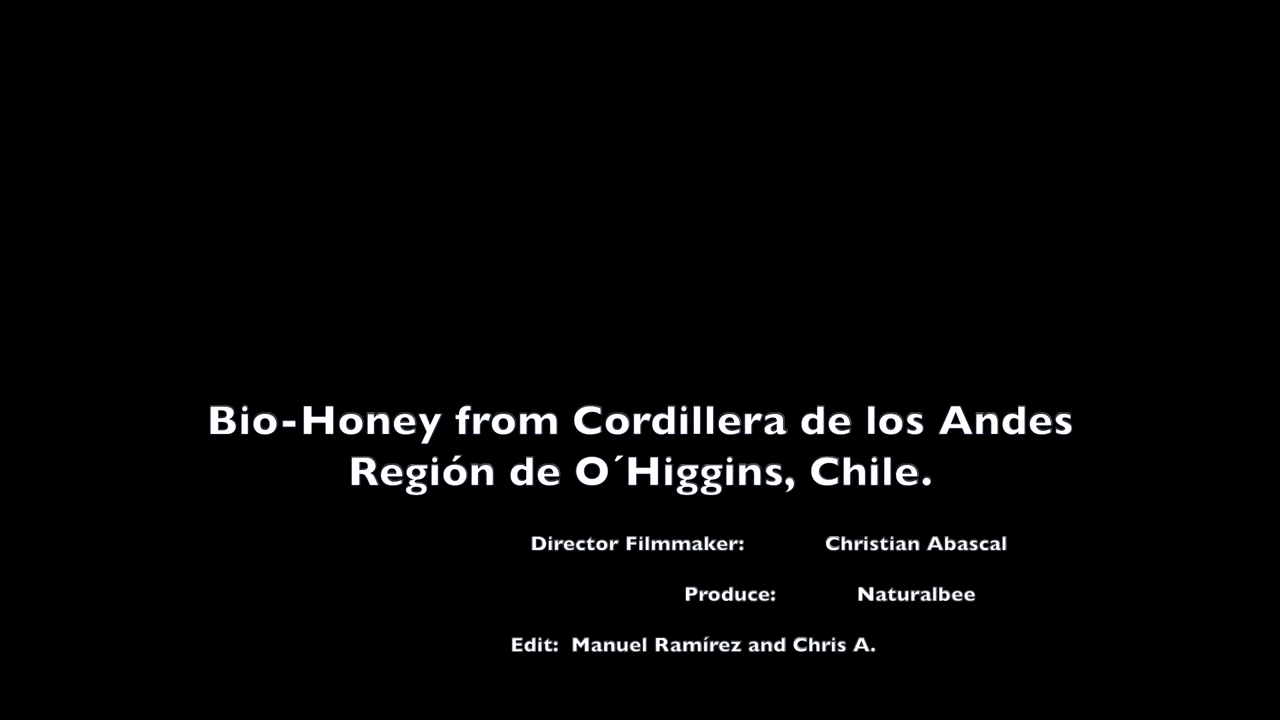 Bio-Honey from Cordillera de los Andes
Región de O´Higgins, Chile.
Director Filmmaker: Christian Abascal
Produce: Naturalbee
Edit: Manuel Ramírez and Chris A.